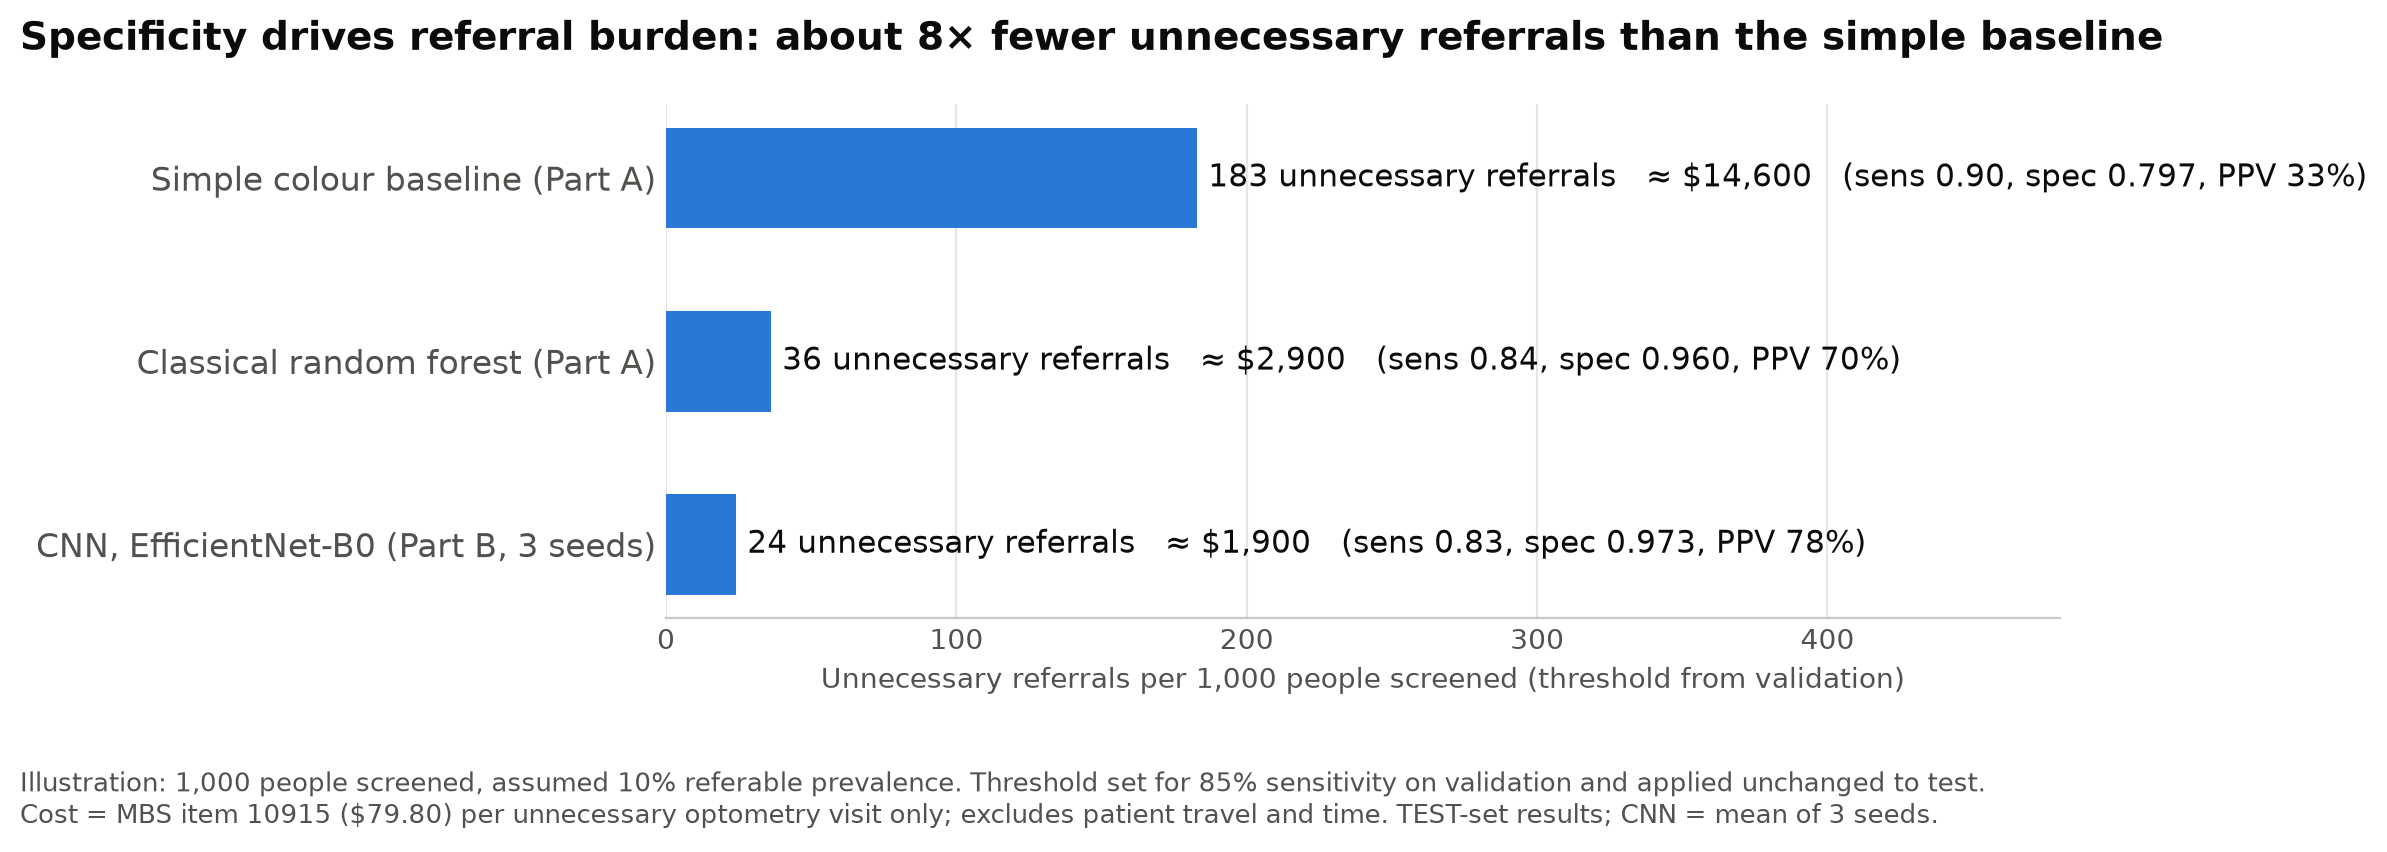 Specificity drives referral burden: about 8× fewer unnecessary referrals than the simple baseline
Simple colour baseline (Part A)
183 unnecessary referrals ≈ $14,600 (sens 0.90, spec 0.797, PPV 33%)
Classical random forest (Part A)
36 unnecessary referrals ≈ $2,900 (sens 0.84, spec 0.960, PPV 70%)
CNN, EfficientNet-B0 (Part B, 3 seeds)
24 unnecessary referrals ≈ $1,900 (sens 0.83, spec 0.973, PPV 78%)
0 100 200 300 400
Unnecessary referrals per 1,000 people screened (threshold from validation)
Illustration: 1,000 people screened, assumed 10% referable prevalence. Threshold set for 85% sensitivity on validation and applied unchanged to test.
Cost = MBS item 10915 ($79.80) per unnecessary optometry visit only; excludes patient travel and time. TEST-set results; CNN = mean of 3 seeds.